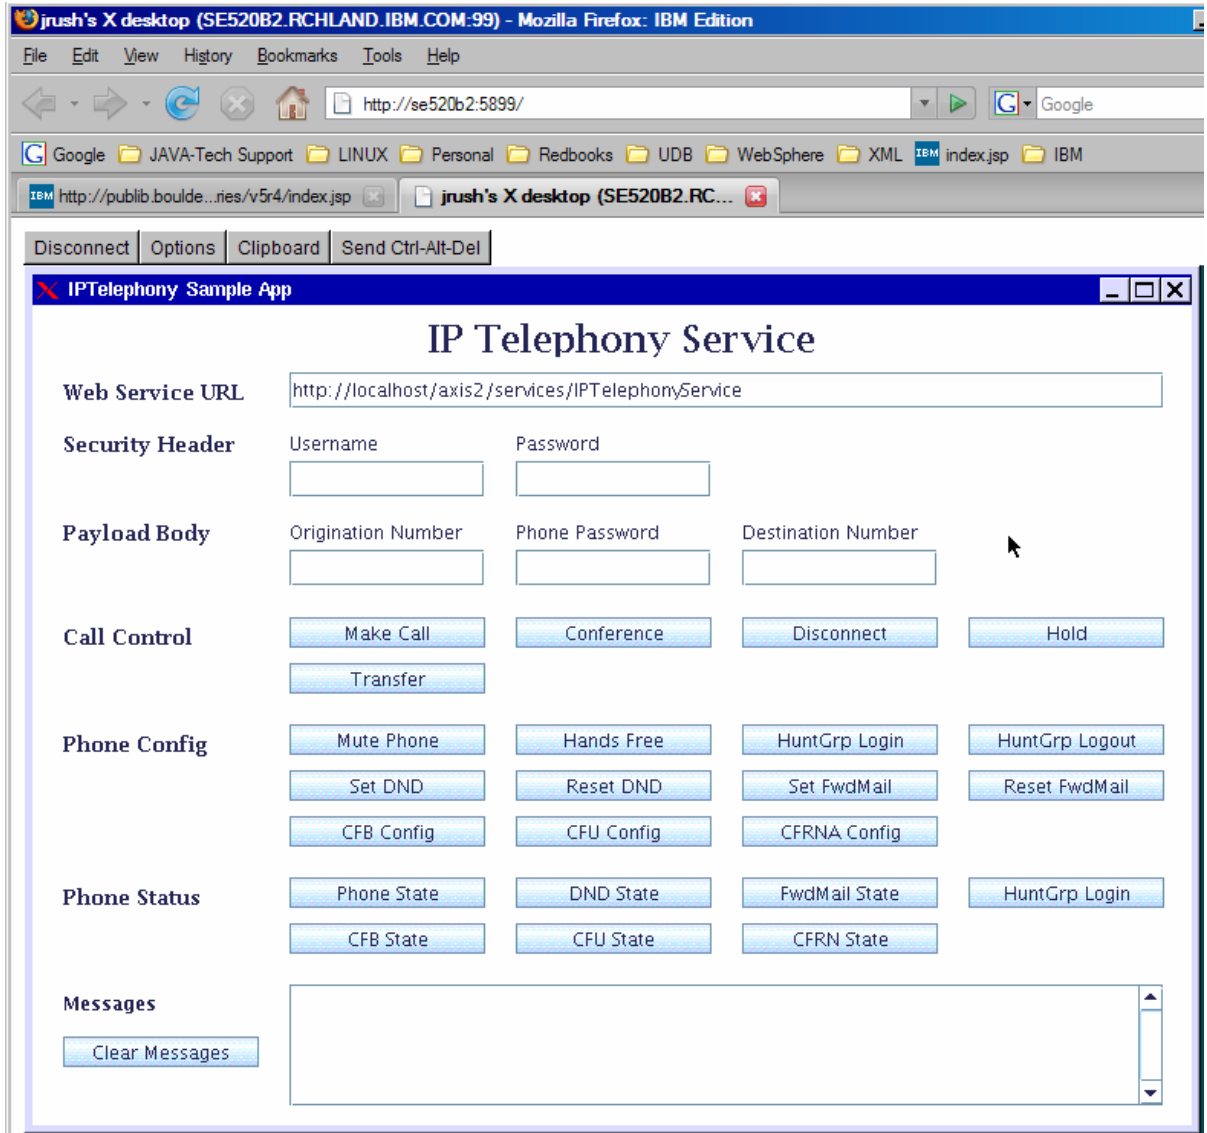 jrush's X desktop (SE520B2.RCHLAND.IBM.COM:99) - Mozilla Firefox: IBM Edition
File Edit View History Bookmarks Tools Help
http://se520b2:5899/ G Google
G Google JAVA-Tech Support LINUX Personal Redbooks UDB WebSphere XML IBM index.jsp IBM
IBM http://publib.boulde...ries/v5r4/index.jsp jrush's X desktop (SE520B2.RC...
Disconnect Options Clipboard Send Ctrl-Alt-Del
IPTelephony Sample App
IP Telephony Service
Web Service URL http://localhost/axis2/services/IPTelephonyService
Security Header Username Password
Payload Body Origination Number Phone Password Destination Number
Call Control Make Call Conference Disconnect Hold
Transfer
Phone Config Mute Phone Hands Free HuntGrp Login HuntGrp Logout
Set DND Reset DND Set FwdMail Reset FwdMail
CFB Config CFU Config CFRNA Config
Phone Status Phone State DND State FwdMail State HuntGrp Login
CFB State CFU State CFRN State
Messages
Clear Messages